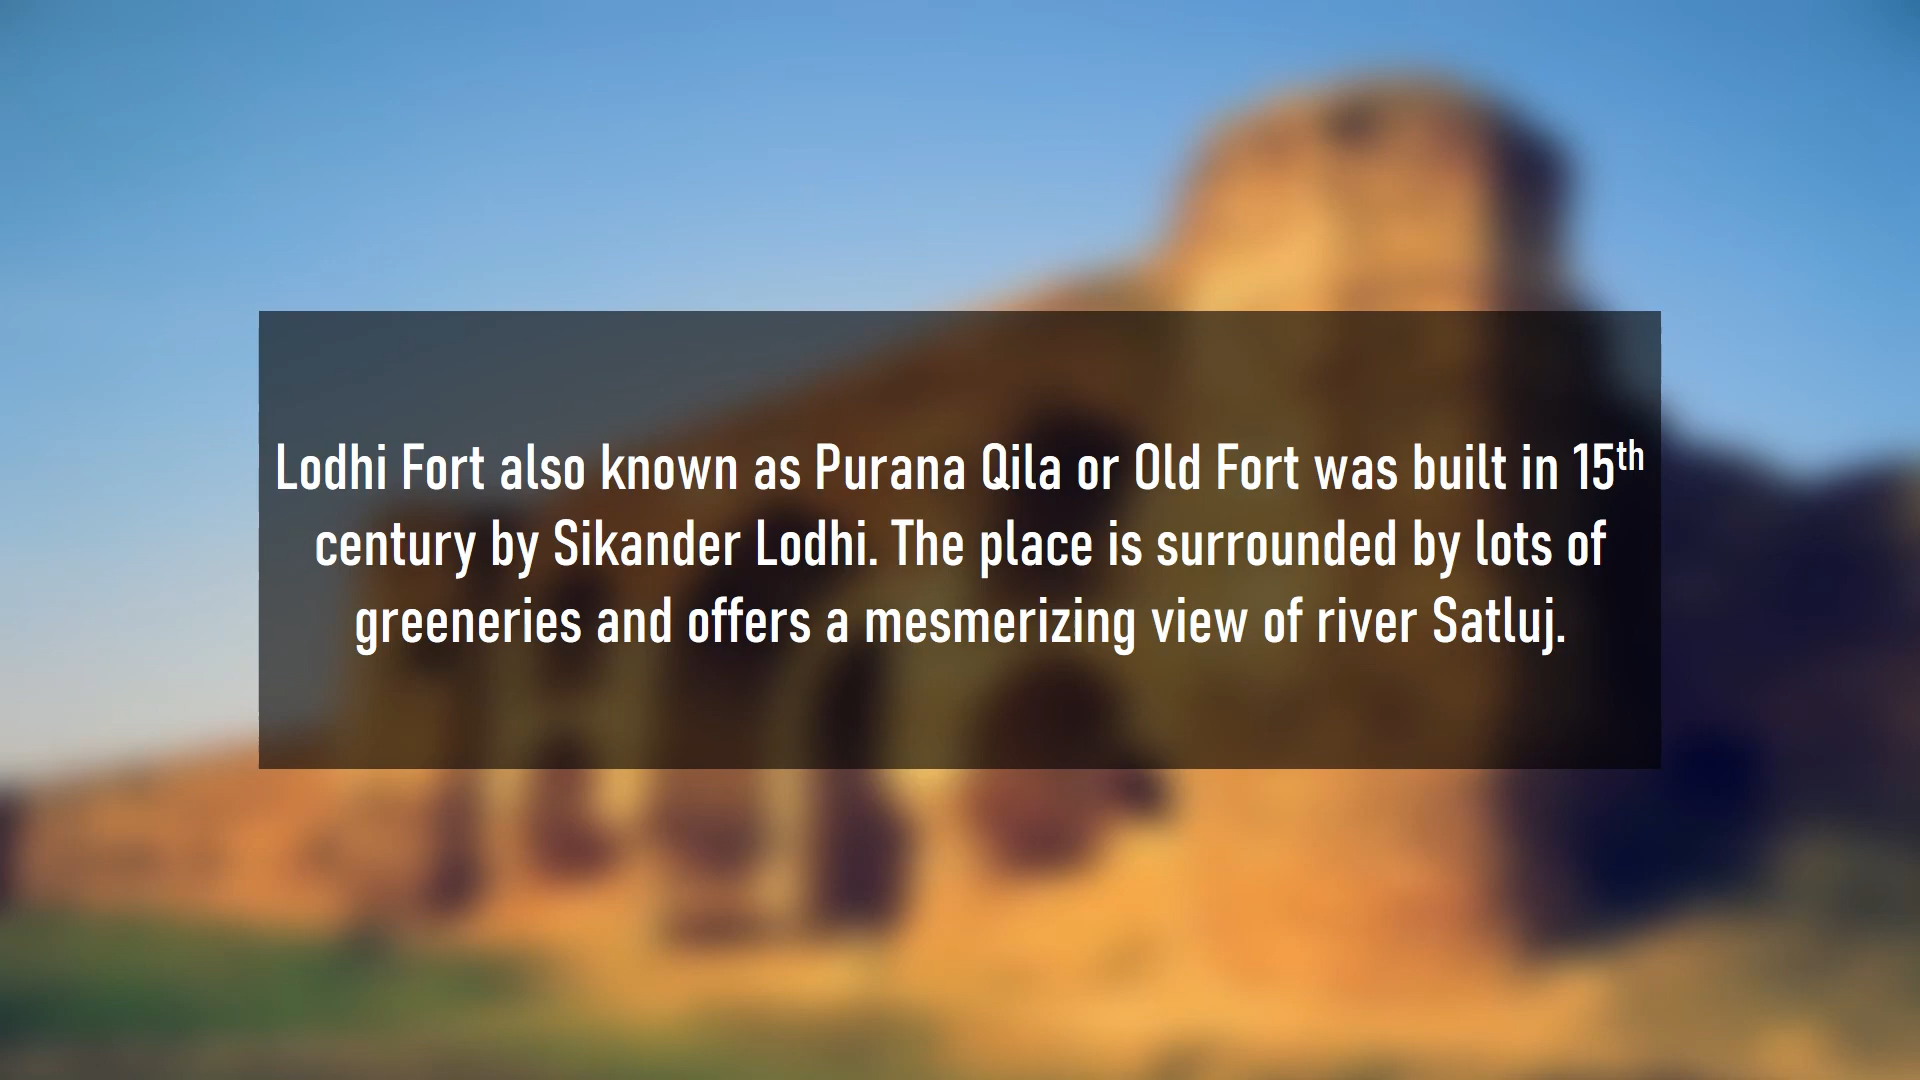 Lodhi Fort also known as Purana Qila or Old Fort was built in 15th
century by Sikander Lodhi. The place is surrounded by lots of
greeneries and offers a mesmerizing view of river Satluj.